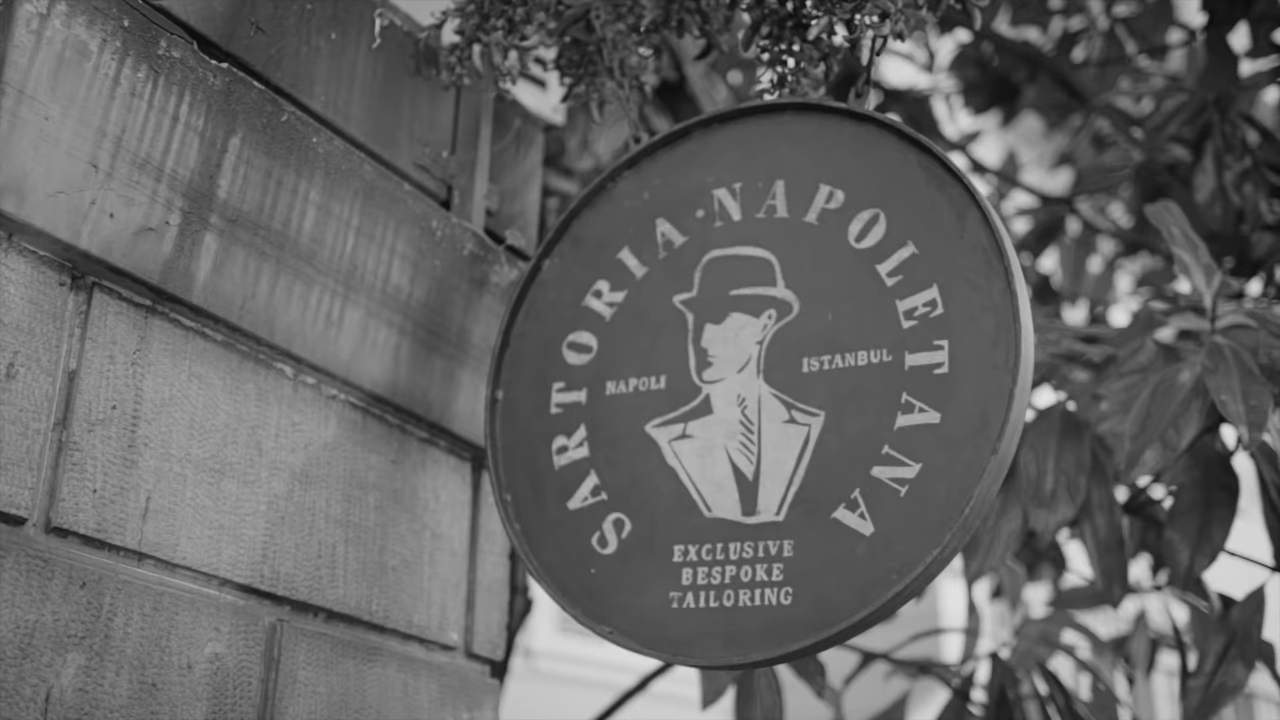 SARTORIA·NAPOLETANA
NAPOLI
ISTANBUL
EXCLUSIVE
BESPOKE
TAILORING